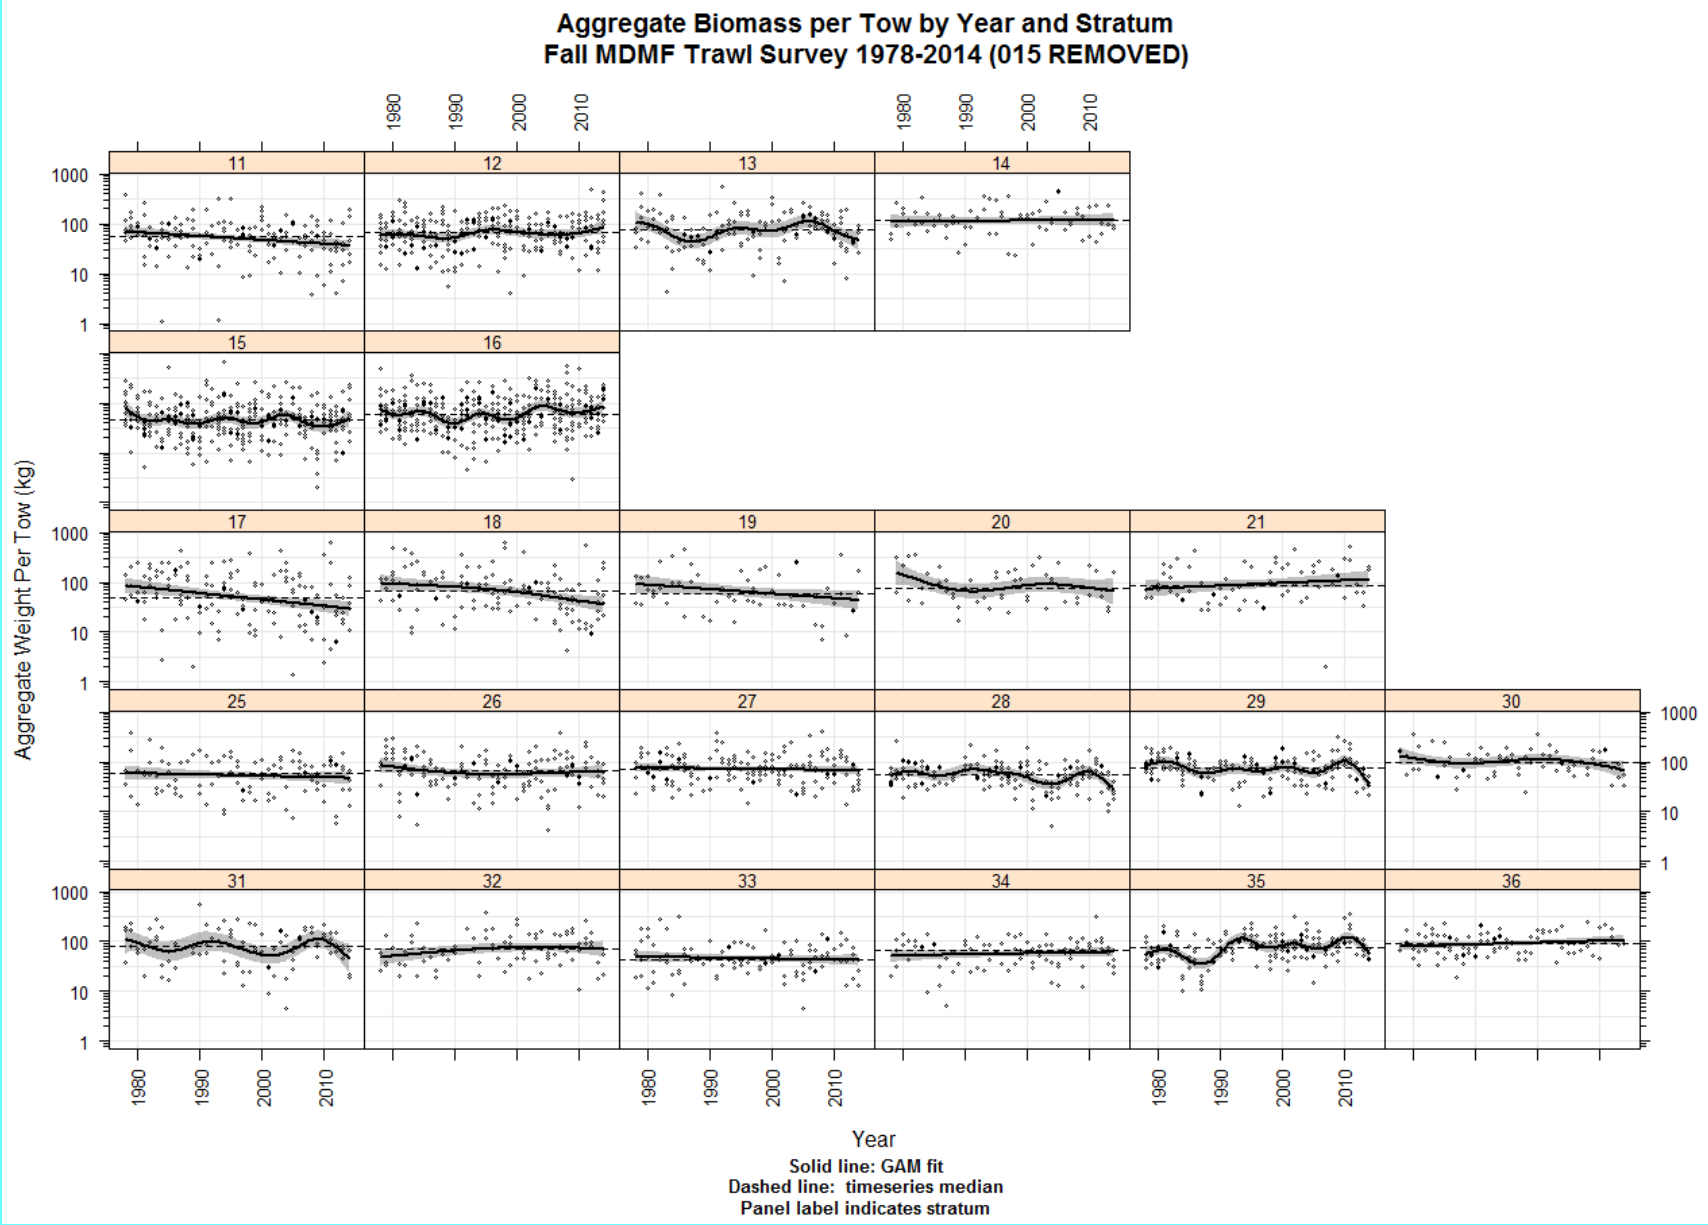 Aggregate Biomass per Tow by Year and Stratum
Fall MDMF Trawl Survey 1978-2014 (015 REMOVED)
1980 1990 2000 2010 1980 1990 2000 2010
11 12 13 14
1000
100
10
1
15 16
17 18 19 20 21
1000
100
10
1
25 26 27 28 29 30
1000
100
10
1
31 32 33 34 35 36
1000
100
10
1
Aggregate Weight Per Tow (kg)
1980 1990 2000 2010 1980 1990 2000 2010 1980 1990 2000 2010
Year
Solid line: GAM fit
Dashed line: timeseries median
Panel label indicates stratum